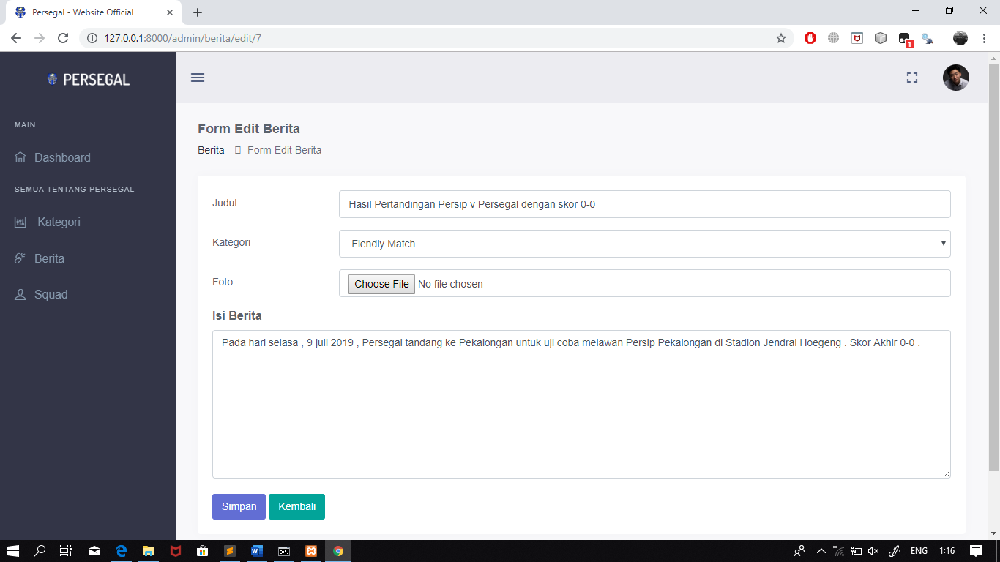 Persegal - Website Official
127.0.0.1:8000/admin/berita/edit/7
1
PERSEGAL
MAIN
Dashboard
SEMUA TENTANG PERSEGAL
Kategori
Berita
Squad
Form Edit Berita
Berita Form Edit Berita
Judul Hasil Pertandingan Persip v Persegal dengan skor 0-0
Kategori Fiendly Match
Foto Choose File No file chosen
Isi Berita
Pada hari selasa , 9 juli 2019 , Persegal tandang ke Pekalongan untuk uji coba melawan Persip Pekalongan di Stadion Jendral Hoegeng . Skor Akhir 0-0 .
Simpan Kembali
ENG 1:16